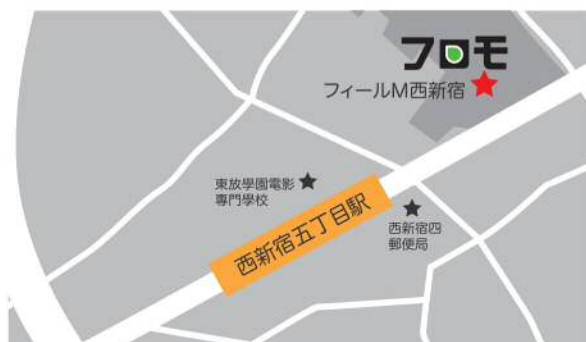 フロモ
フィールM西新宿
東放學園電影
専門學校
西新宿五丁目駅
西新宿四
郵便局